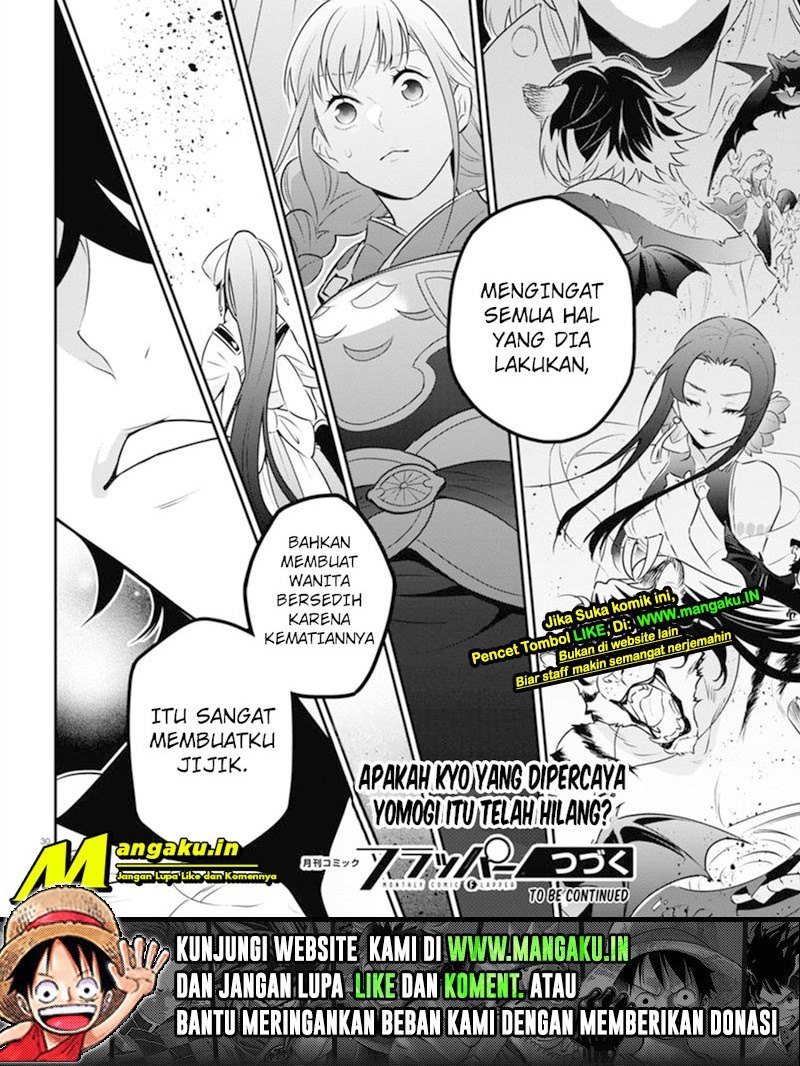 MENGINGAT
SEMUA HAL
YANG DIA
LAKUKAN,
BAHKAN
MEMBUAT
WANITA
BERSEDIH
KARENA
KEMATIANNYA
ITU SANGAT
MEMBUATKU
JIJIK.
Jika Suka komik ini,
Pencet Tombol LIKE, Di: WWW.mangaku.IN
Bukan di website lain
Biar staff makin semangat nerjemahin
APAKAH KYO YANG DIPERCAYA
YOMOGI ITU TELAH HILANG?
月刊コミック フラッパー つづく
MONTHLY COMIC FLAPPER
TO BE CONTINUED
30
Mangaku.in
Jangan Lupa Like dan Komennya
KUNJUNGI WEBSITE KAMI DI WWW.MANGAKU.IN
DAN JANGAN LUPA LIKE DAN KOMENT. ATAU
BANTU MERINGANKAN BEBAN KAMI DENGAN MEMBERIKAN DONASI